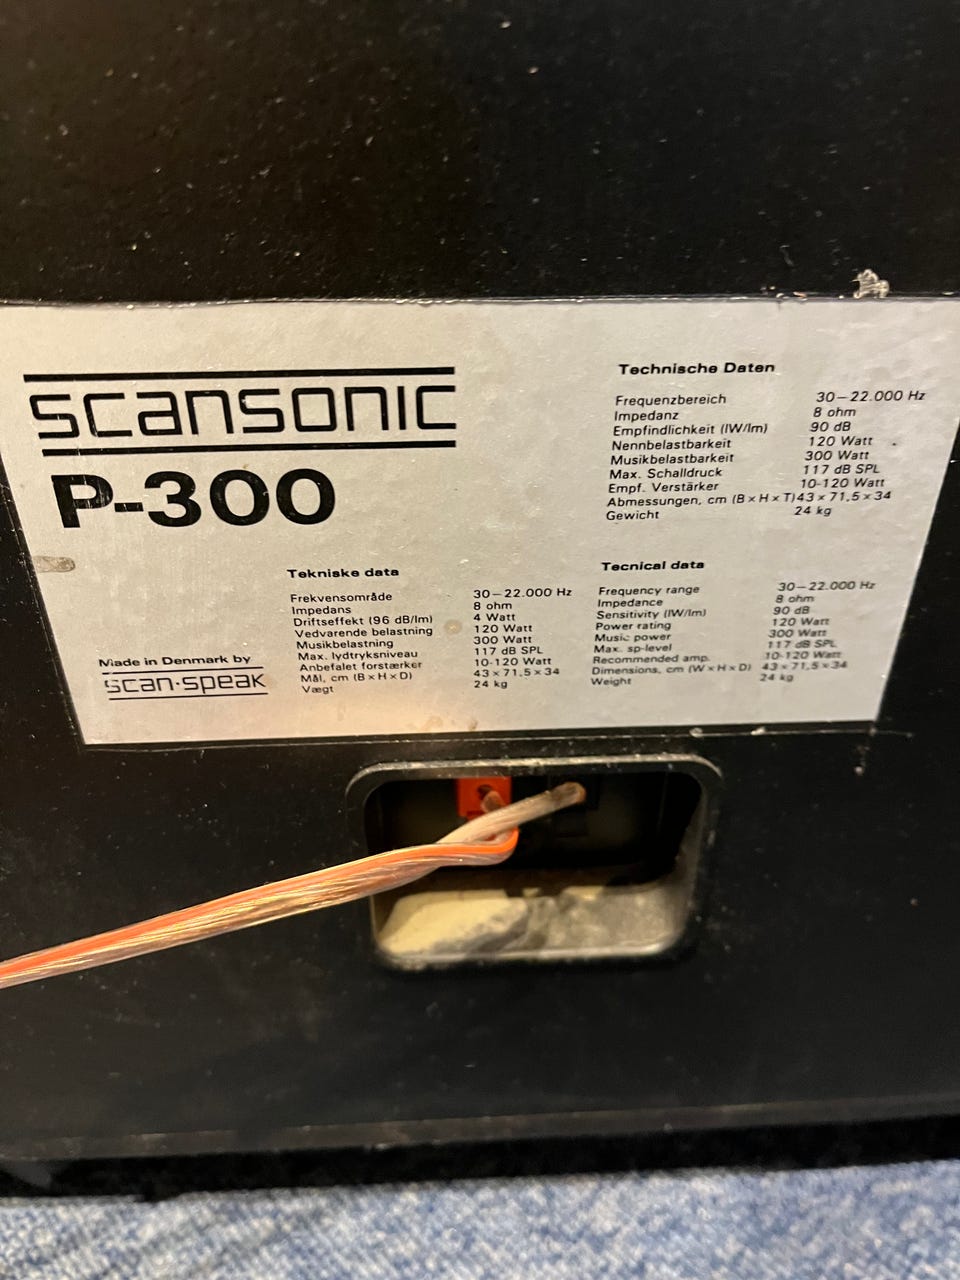 scansonic
P-300
Technische Daten
Frequenzbereich 30–22.000 Hz
Impedanz 8 ohm
Empfindlichkeit (IW/Im) 90 dB
Nennbelastbarkeit 120 Watt
Musikbelastbarkeit 300 Watt
Max. Schalldruck 117 dB SPL
Empf. Verstärker 10-120 Watt
Abmessungen, cm (B×H×T) 43×71,5×34
Gewicht 24 kg
Tekniske data
Frekvensområde 30–22.000 Hz
Impedans 8 ohm
Driftseffekt (96 dB/Im) 4 Watt
Vedvarende belastning 120 Watt
Musikbelastning 300 Watt
Max. lydtryksniveau 117 dB SPL
Anbefalet forstærker 10-120 Watt
Mål, cm (B×H×D) 43×71,5×34
Vægt 24 kg
Tecnical data
Frequency range 30–22.000 Hz
Impedance 8 ohm
Sensitivity (IW/Im) 90 dB
Power rating 120 Watt
Music power 300 Watt
Max. sp-level 117 dB SPL
Recommended amp. 10-120 Watt
Dimensions, cm (W×H×D) 43×71,5×34
Weight 24 kg
Made in Denmark by
scan-speak